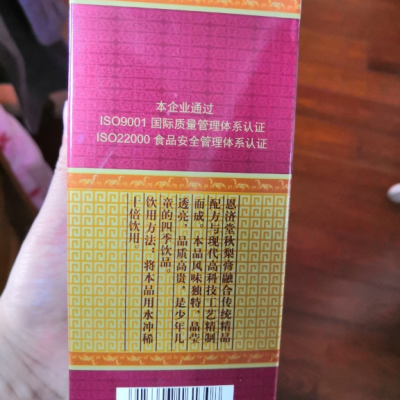 本企业通过
ISO9001 国际质量管理体系认证
ISO22000 食品安全管理体系认证
恩济堂秋梨膏融合传统精品
配方与现代高科技工艺精制
而成。本品风味独特，晶莹
透亮，品质高贵，是少年儿
童的四季饮品。
饮用方法：将本品用水冲稀
十倍饮用。